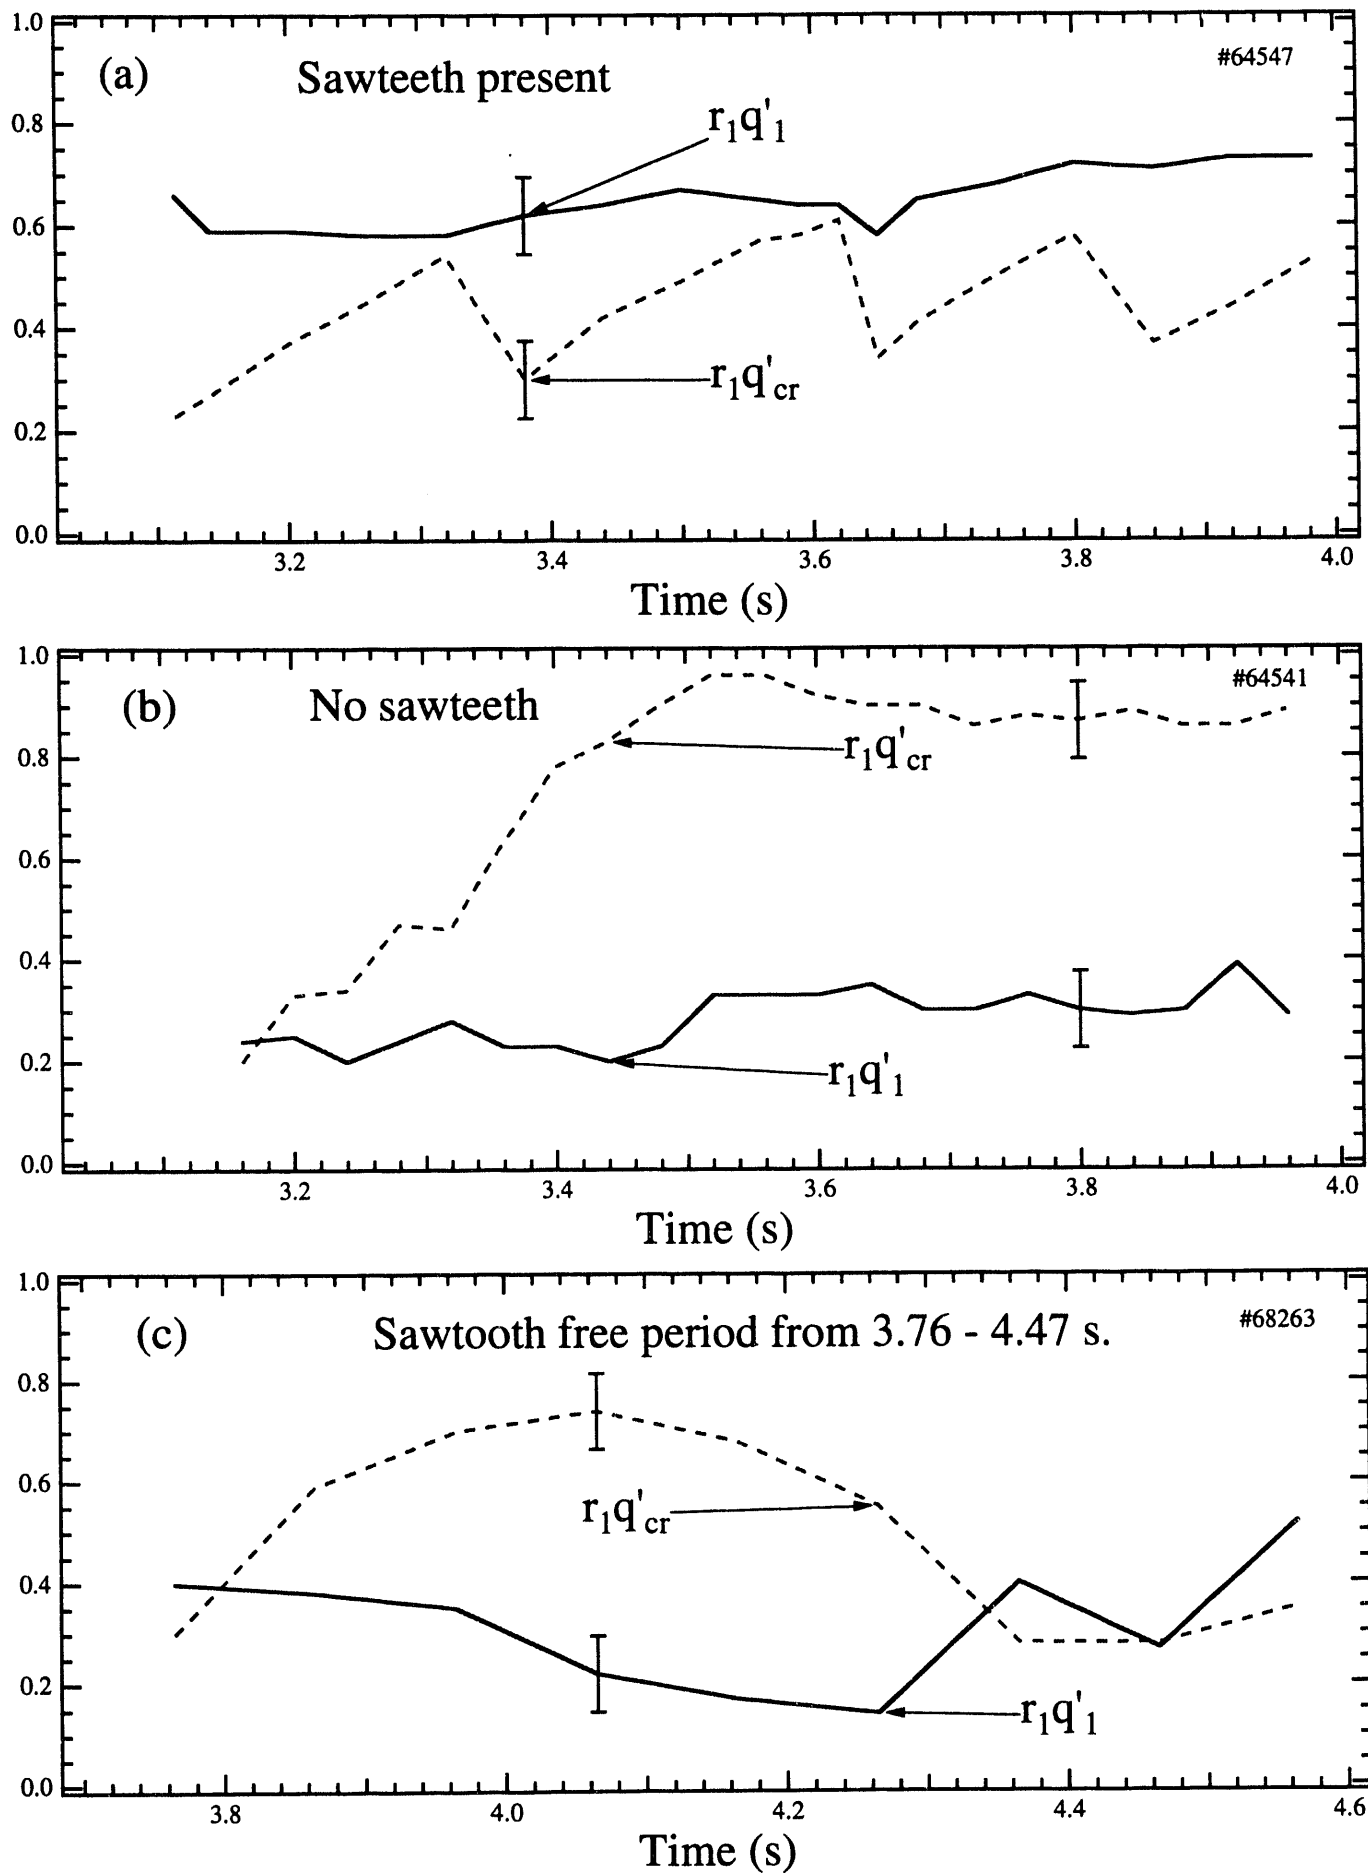 1.0
(a) Sawteeth present #64547
r₁q'₁
0.8
0.6
0.4
r₁q'cr
0.2
0.0
3.2 3.4 3.6 3.8 4.0
Time (s)
1.0
(b) No sawteeth #64541
r₁q'cr
0.8
0.6
0.4
0.2
r₁q'₁
0.0
3.2 3.4 3.6 3.8 4.0
Time (s)
1.0
(c) Sawtooth free period from 3.76 - 4.47 s. #68263
0.8
0.6
r₁q'cr
0.4
0.2
r₁q'₁
0.0
3.8 4.0 4.2 4.4 4.6
Time (s)